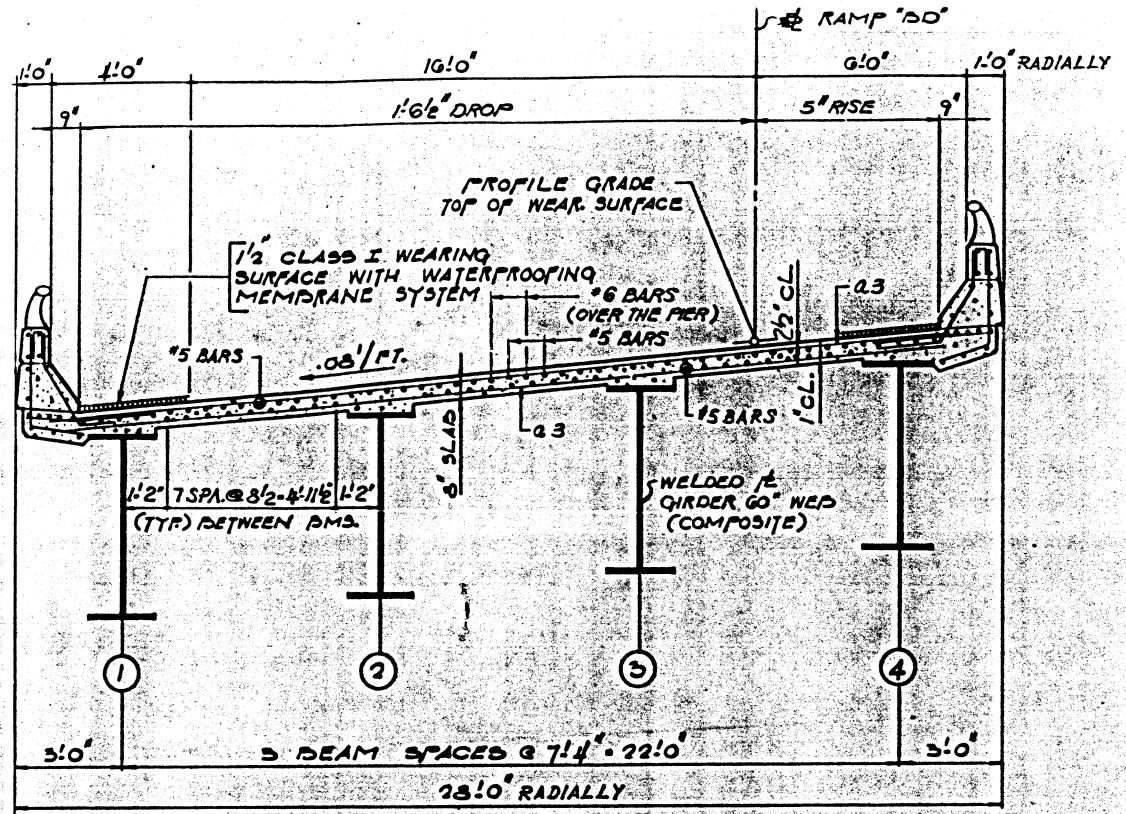 ℄ RAMP "BD"
1'-0" 4'-0" 16'-0" 6'-0" 1'-0" RADIALLY
9" 1'-6½" DROP 5" RISE 9"
PROFILE GRADE
TOP OF WEAR. SURFACE
1½" CLASS I WEARING
SURFACE WITH WATERPROOFING
MEMBRANE SYSTEM
#6 BARS
(OVER THE PIER)
#5 BARS
2½" CL
a3
#5 BARS
.08'/FT.
8" SLAB
a3
#5 BARS
1" CL.
1'-2" 7 SPA. @ 8½ = 4'-11½ 1'-2"
(TYP.) BETWEEN BMS.
WELDED ℄
GIRDER, 60" WEB
(COMPOSITE)
1 2 3 4
3'-0" 3 BEAM SPACES @ 7'-4" = 22'-0" 3'-0"
28'-0" RADIALLY